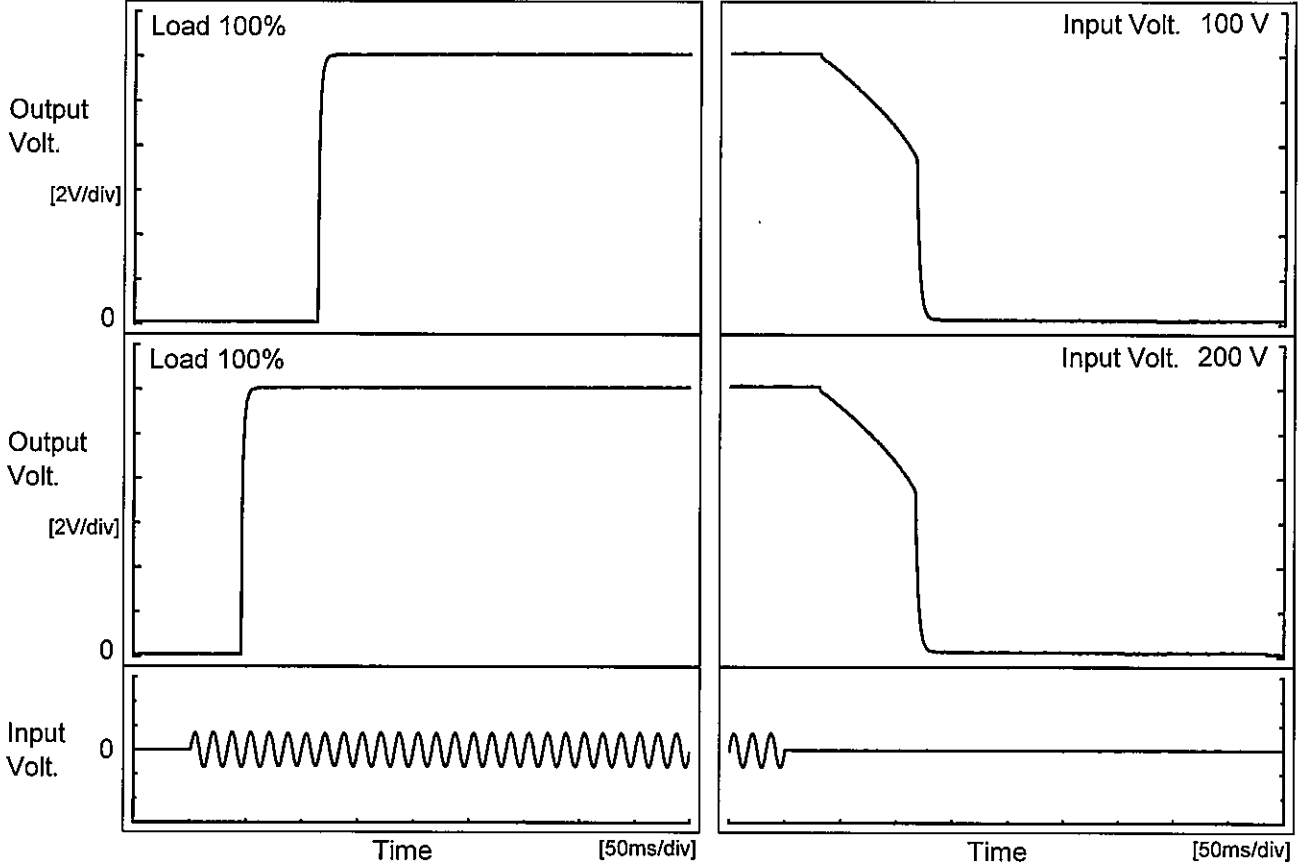 Load 100%
Input Volt. 100 V
Output
Volt.
[2V/div]
0
Load 100%
Input Volt. 200 V
Output
Volt.
[2V/div]
0
Input
Volt.
0
Time
[50ms/div]
Time
[50ms/div]